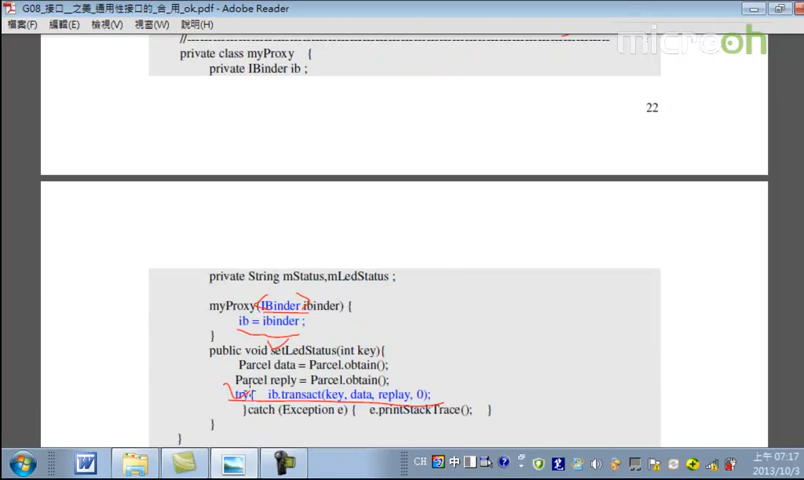 G08_接口__之美_通用性接口的_合_用_ok.pdf - Adobe Reader
檔案(F) 編輯(E) 檢視(V) 視窗(W) 說明(H)
microoh
//------------------------------------------------------------------------------------------------
private class myProxy {
private IBinder ib ;
22
private String mStatus,mLedStatus ;
myProxy(IBinder ibinder) {
ib = ibinder ;
}
public void setLedStatus(int key){
Parcel data = Parcel.obtain();
Parcel reply = Parcel.obtain();
try{ ib.transact(key, data, replay, 0);
}catch (Exception e) { e.printStackTrace(); }
}
}
CH 中
上午 07:17
2013/10/3